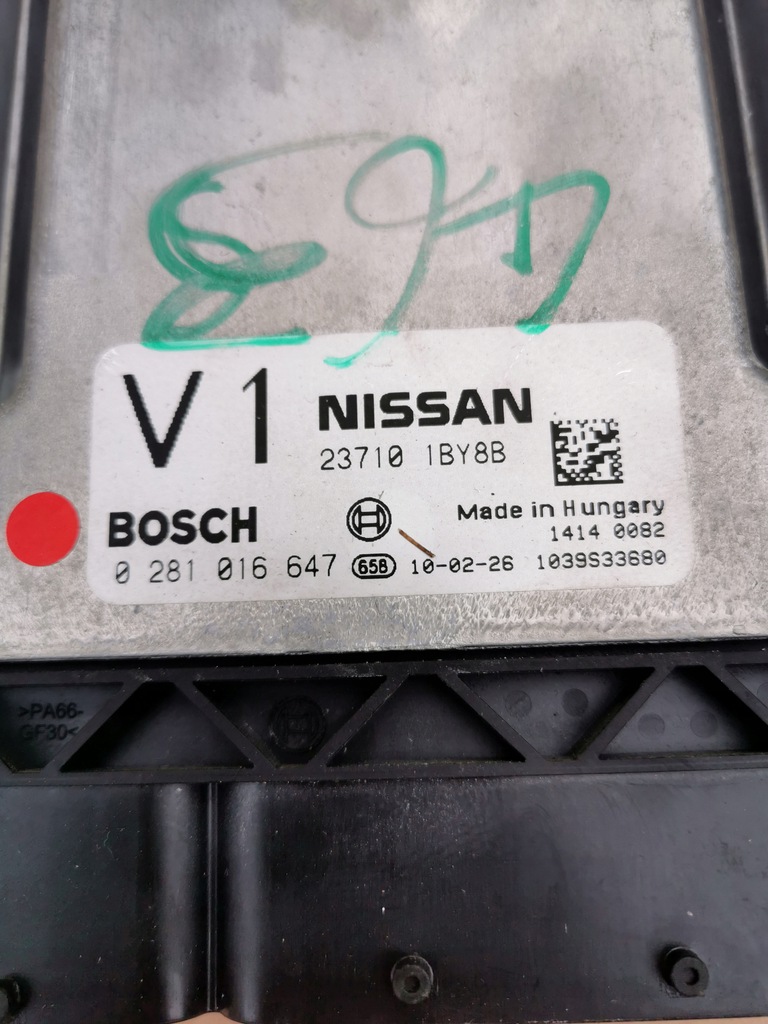 V 1
NISSAN
23710 1BY8B
BOSCH
Made in Hungary
1414 0082
0 281 016 647 658 10-02-26 1039S33680
>PA66-
GF30<